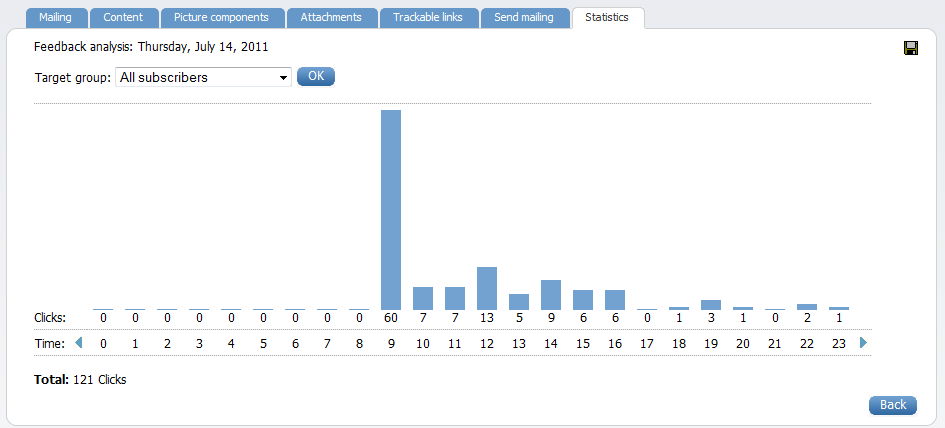 Mailing Content Picture components Attachments Trackable links Send mailing Statistics
Feedback analysis: Thursday, July 14, 2011
Target group: All subscribers OK
Clicks: 0 0 0 0 0 0 0 0 0 60 7 7 13 5 9 6 6 0 1 3 1 0 2 1
Time: 0 1 2 3 4 5 6 7 8 9 10 11 12 13 14 15 16 17 18 19 20 21 22 23
Total: 121 Clicks
Back